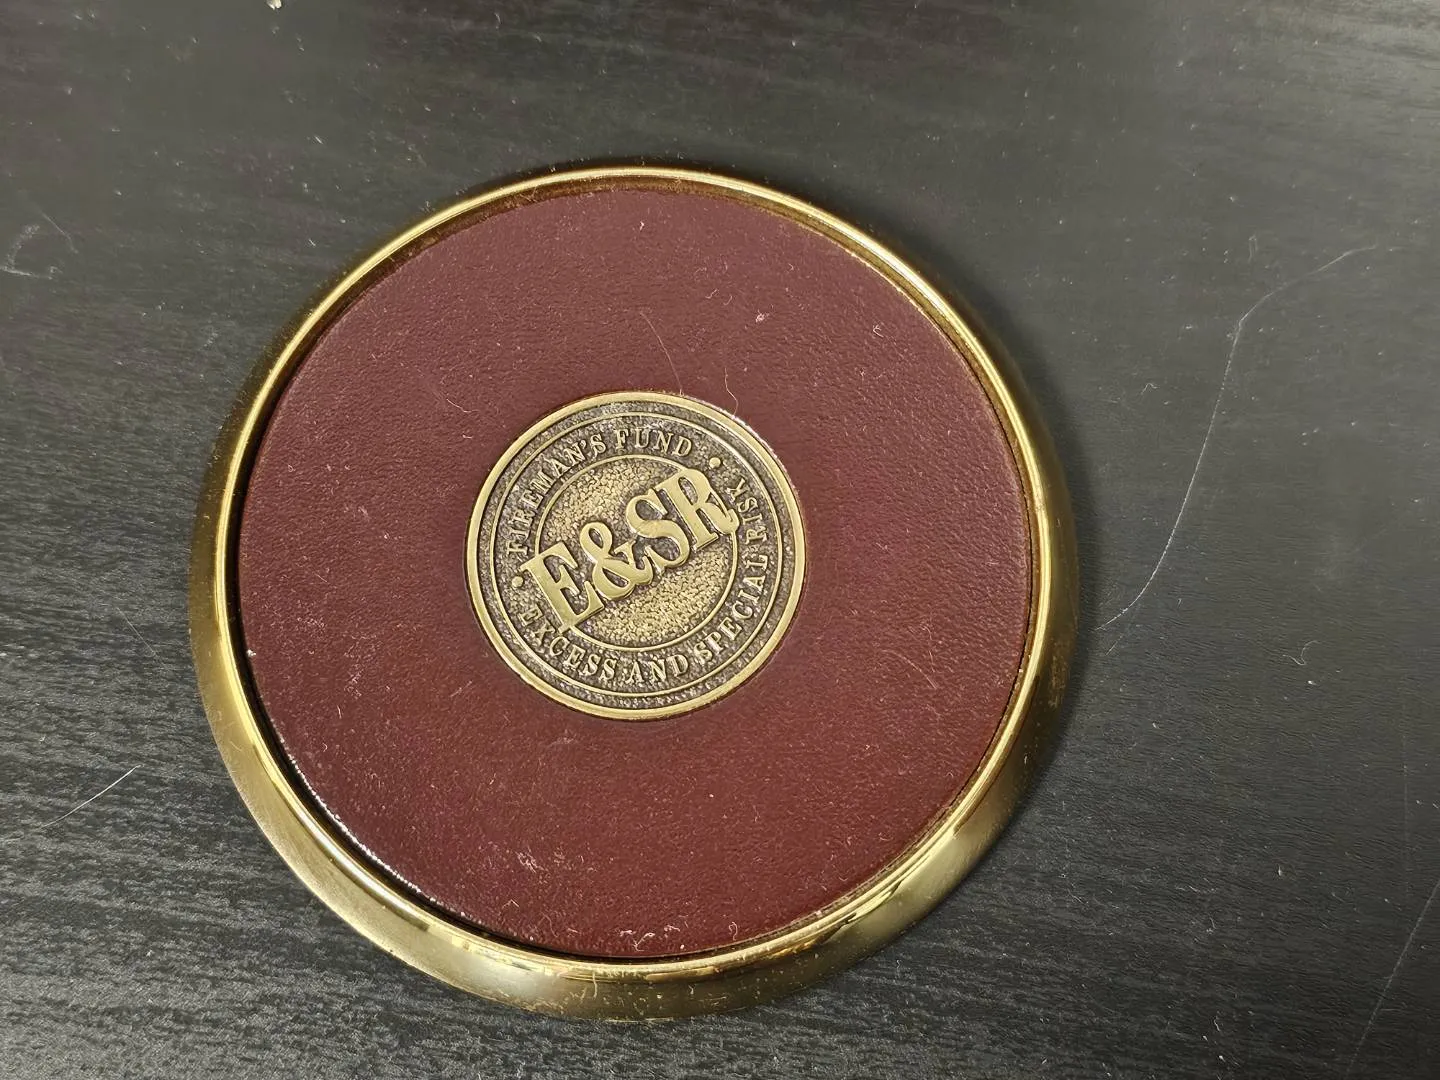 FIREMAN'S FUND
E&SR
EXCESS AND SPECIAL RISK